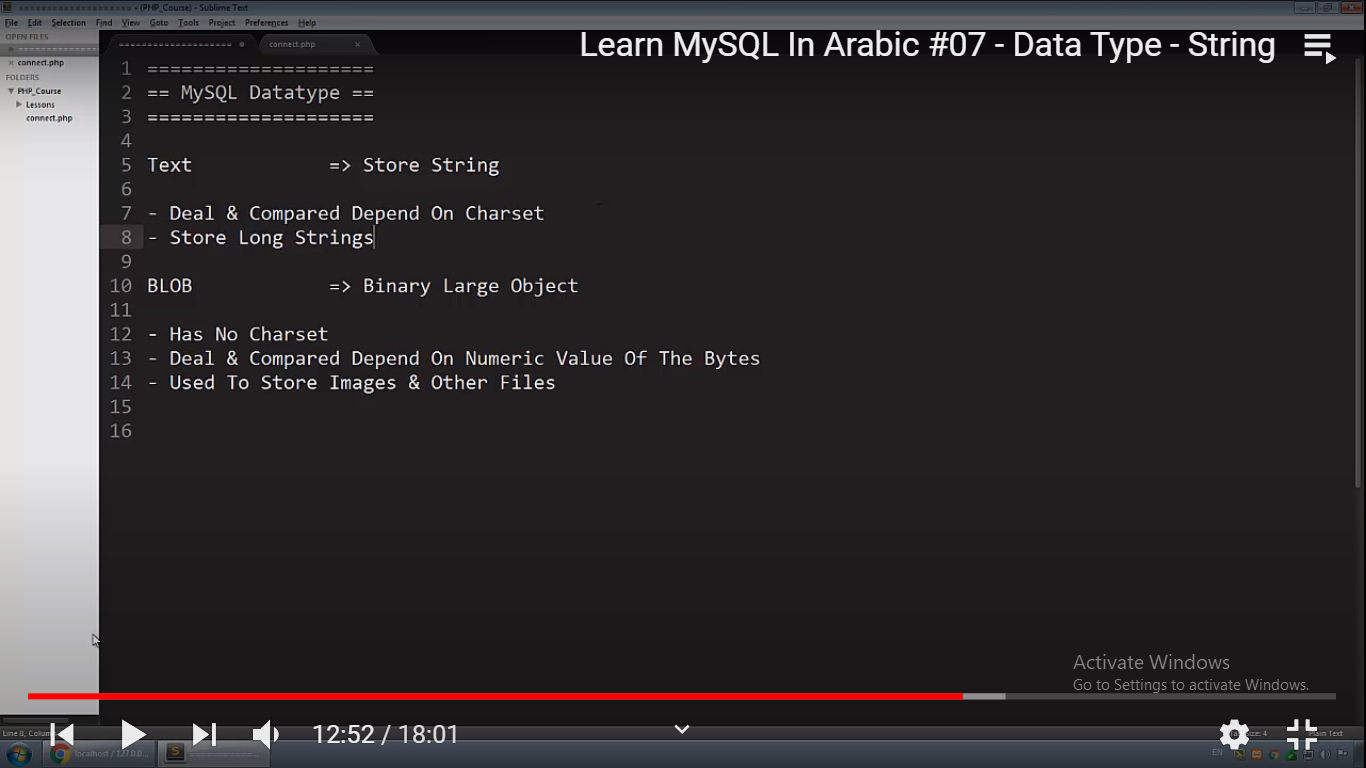 (PHP_Course) - Sublime Text
File Edit Selection Find View Goto Tools Project Preferences Help
OPEN FILES
connect.php
FOLDERS
PHP_Course
Lessons
connect.php
==================== connect.php
Learn MySQL In Arabic #07 - Data Type - String
1 ====================
2 == MySQL Datatype ==
3 ====================
4
5 Text => Store String
6
7 - Deal & Compared Depend On Charset
8 - Store Long Strings
9
10 BLOB => Binary Large Object
11
12 - Has No Charset
13 - Deal & Compared Depend On Numeric Value Of The Bytes
14 - Used To Store Images & Other Files
15
16
Activate Windows
Go to Settings to activate Windows.
12:52 / 18:01
Line 8, Size: 4 Plain Text
localhost / 127.0.0... EN